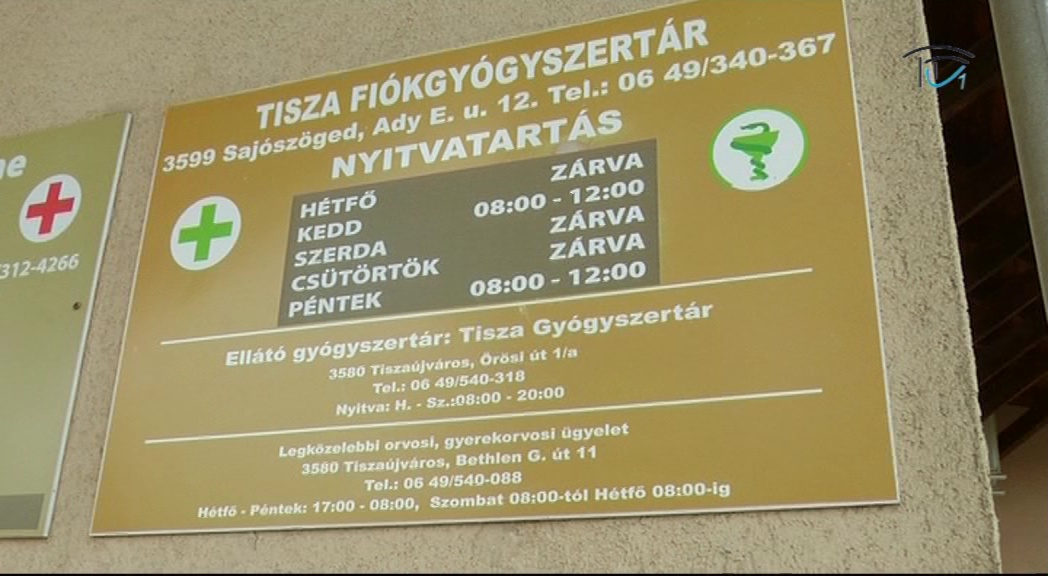 TISZA FIÓKGYÓGYSZERTÁR
3599 Sajószöged, Ady E. u. 12. Tel.: 06 49/340-367
NYITVATARTÁS
HÉTFŐ ZÁRVA
KEDD 08:00 - 12:00
SZERDA ZÁRVA
CSÜTÖRTÖK ZÁRVA
PÉNTEK 08:00 - 12:00
Ellátó gyógyszertár: Tisza Gyógyszertár
3580 Tiszaújváros, Örösi út 1/a
Tel.: 06 49/540-318
Nyitva: H. - Sz.:08:00 - 20:00
Legközelebbi orvosi, gyerekorvosi ügyelet
3580 Tiszaújváros, Bethlen G. út 11
Tel.: 06 49/540-088
Hétfő - Péntek: 17:00 - 08:00, Szombat 08:00-tól Hétfő 08:00-ig
312-4266